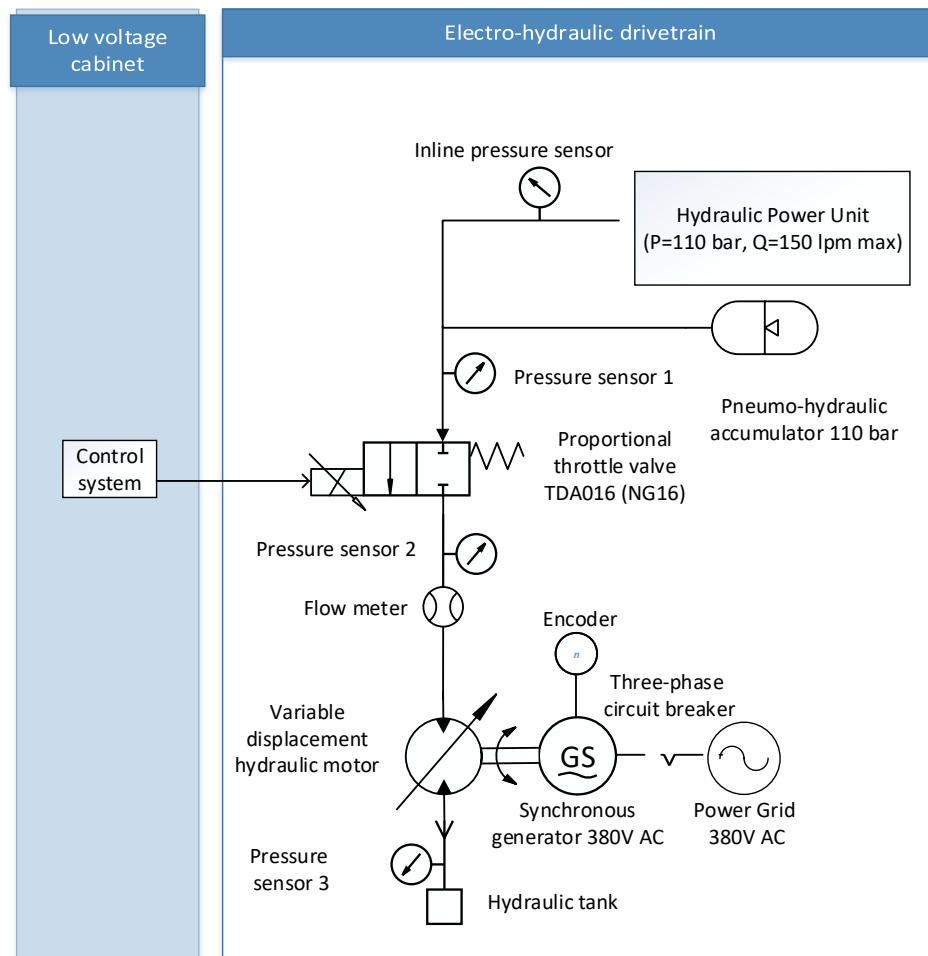 Low voltage
cabinet
Electro-hydraulic drivetrain
Inline pressure sensor
Hydraulic Power Unit
(P=110 bar, Q=150 lpm max)
Pressure sensor 1
Pneumo-hydraulic
accumulator 110 bar
Control
system
Proportional
throttle valve
TDA016 (NG16)
Pressure sensor 2
Flow meter
Encoder
n
Three-phase
circuit breaker
Variable
displacement
hydraulic motor
GS
Synchronous
generator 380V AC
Power Grid
380V AC
Pressure
sensor 3
Hydraulic tank